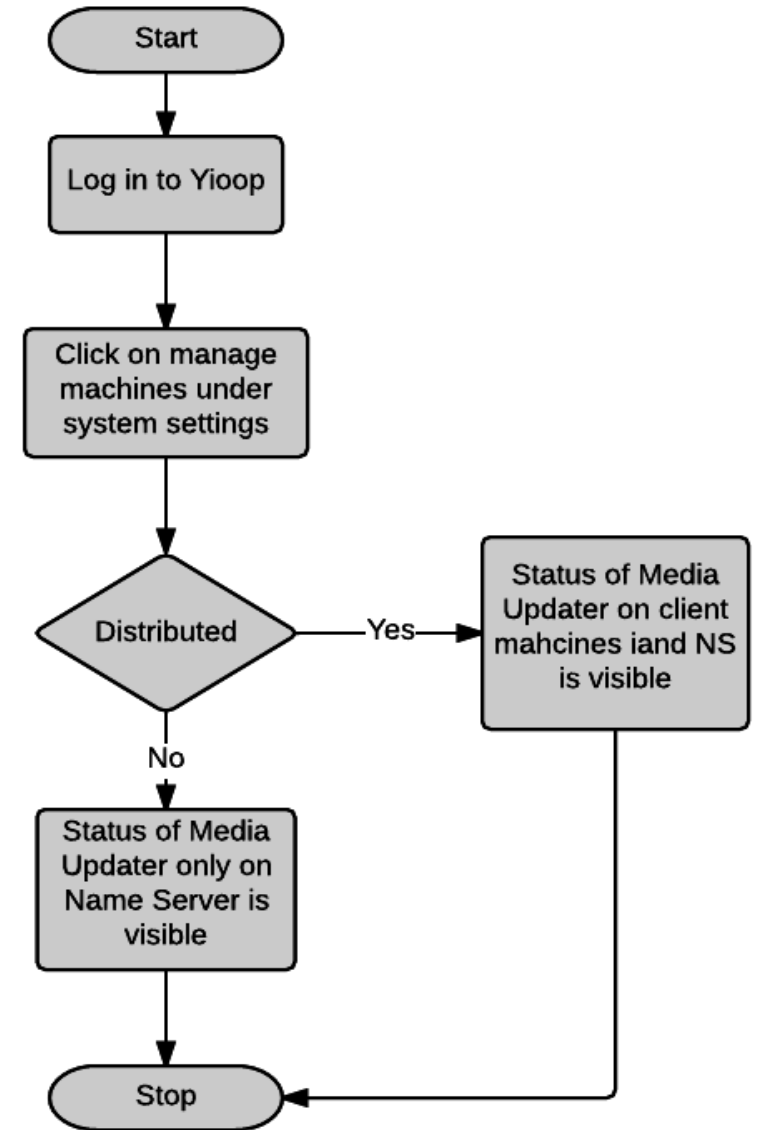 Start
Log in to Yioop
Click on manage
machines under
system settings
Distributed
Yes
Status of Media
Updater on client
mahcines iand NS
is visible
No
Status of Media
Updater only on
Name Server is
visible
Stop